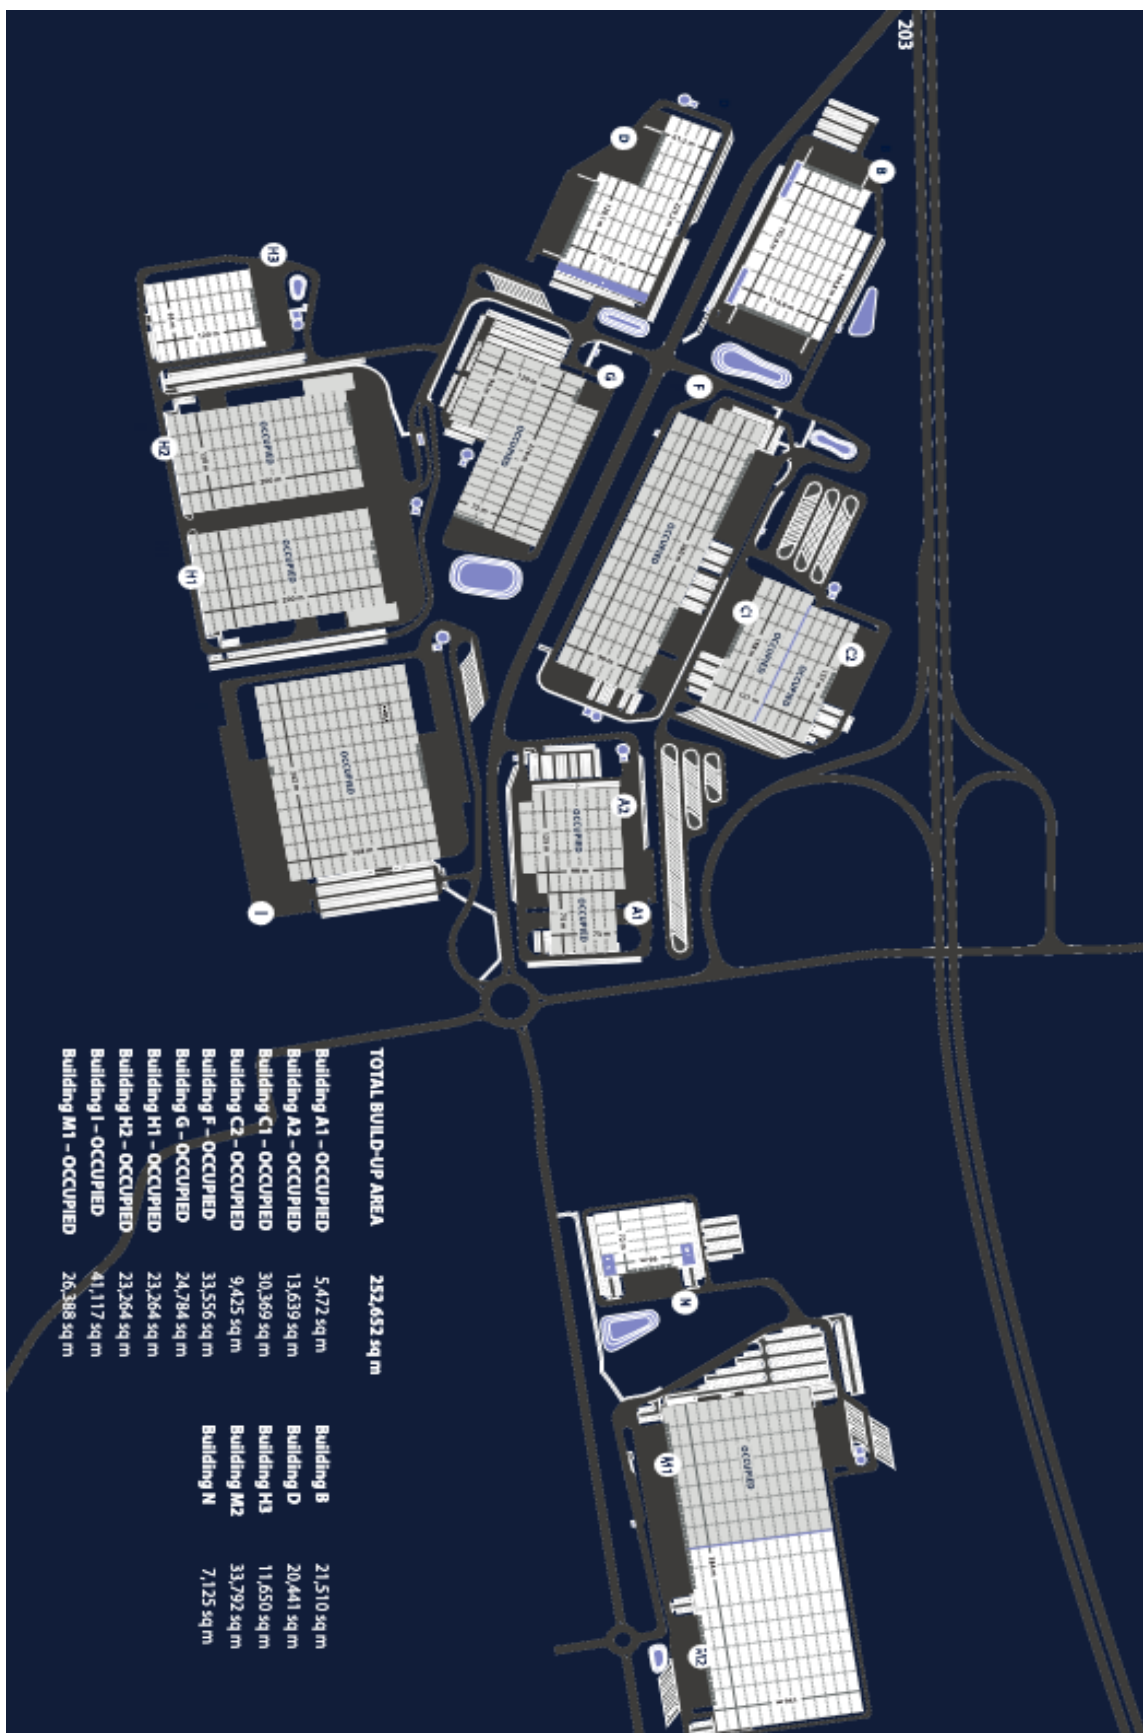 203
B
D
H3
G
F
H2
H1
C1
C2
OCCUPIED
OCCUPIED
OCCUPIED
OCCUPIED
OCCUPIED
OCCUPIED
OCCUPIED
A2
OCCUPIED
OCCUPIED
A1
I
N
M1
OCCUPIED
M2
TOTAL BUILD-UP AREA 252,652 sq m
Building A1 – OCCUPIED 5,472 sq m
Building A2 – OCCUPIED 13,639 sq m
Building C1 – OCCUPIED 30,369 sq m
Building C2 – OCCUPIED 9,425 sq m
Building F – OCCUPIED 33,556 sq m
Building G – OCCUPIED 24,784 sq m
Building H1 – OCCUPIED 23,264 sq m
Building H2 – OCCUPIED 23,264 sq m
Building I – OCCUPIED 41,117 sq m
Building M1 – OCCUPIED 26,388 sq m
Building B 21,510 sq m
Building D 20,441 sq m
Building H3 11,650 sq m
Building M2 33,792 sq m
Building N 7,125 sq m